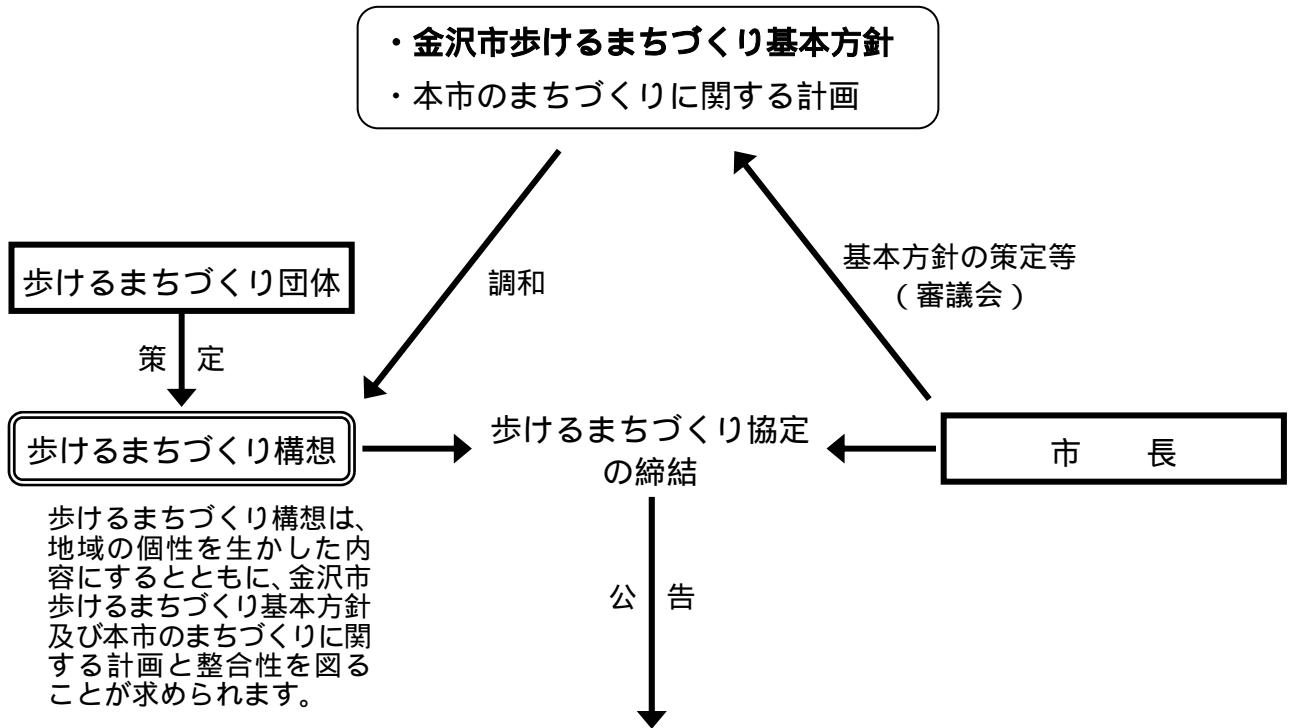 ・金沢市歩けるまちづくり基本方針
・本市のまちづくりに関する計画
歩けるまちづくり団体
調和
基本方針の策定等
（審議会）
策 定
歩けるまちづくり構想
歩けるまちづくり協定
の締結
市 長
歩けるまちづくり構想は、
地域の個性を生かした内
容にするとともに、金沢市
歩けるまちづくり基本方針
及び本市のまちづくりに関
する計画と整合性を図る
ことが求められます。
公 告